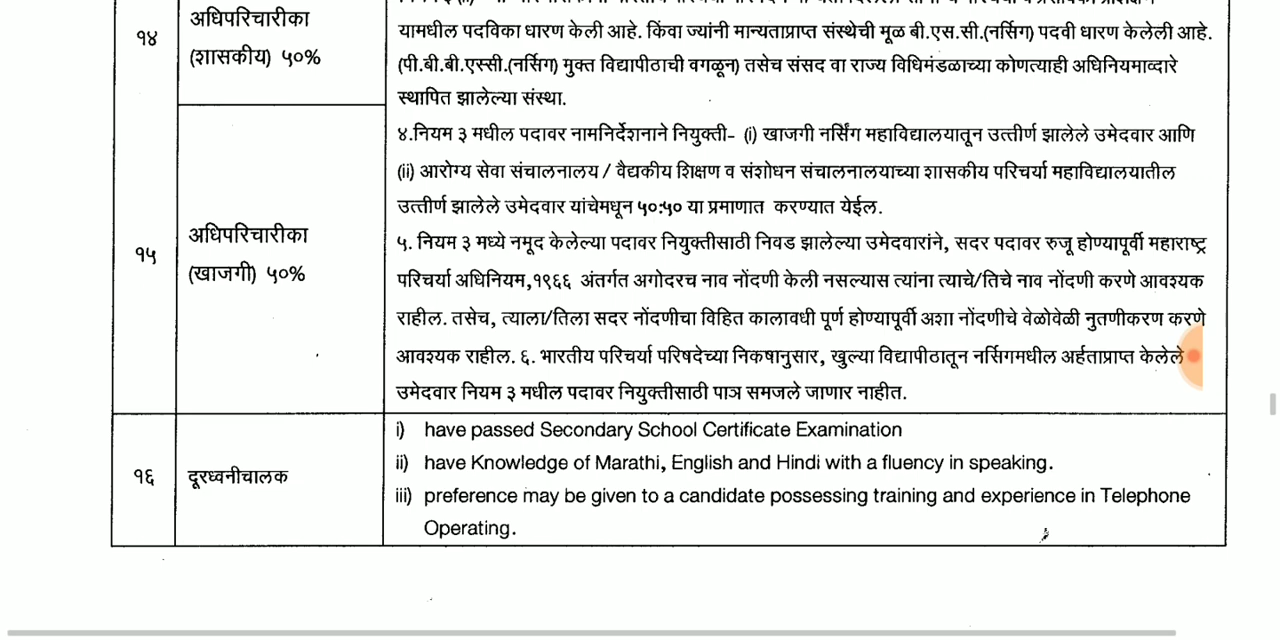 १४
अधिपरिचारीका
(शासकीय) ५०%
यामधील पदविका धारण केली आहे. किंवा ज्यांनी मान्यताप्राप्त संस्थेची मूळ बी.एस.सी.(नर्सिग) पदवी धारण केलेली आहे.
(पी.बी.बी.एस्सी.(नर्सिग) मुक्त विद्यापीठाची वगळून) तसेच संसद वा राज्य विधिमंडळाच्या कोणत्याही अधिनियमाव्दारे
स्थापित झालेल्या संस्था.
१५
अधिपरिचारीका
(खाजगी) ५०%
४.नियम ३ मधील पदावर नामनिर्देशनाने नियुक्ती- (i) खाजगी नर्सिंग महाविद्यालयातून उत्तीर्ण झालेले उमेदवार आणि
(ii) आरोग्य सेवा संचालनालय / वैद्यकीय शिक्षण व संशोधन संचालनालयाच्या शासकीय परिचर्या महाविद्यालयातील
उत्तीर्ण झालेले उमेदवार यांचेमधून ५०:५० या प्रमाणात करण्यात येईल.
५. नियम ३ मध्ये नमूद केलेल्या पदावर नियुक्तीसाठी निवड झालेल्या उमेदवारांने, सदर पदावर रुजू होण्यापूर्वी महाराष्ट्र
परिचर्या अधिनियम,१९६६ अंतर्गत अगोदरच नाव नोंदणी केली नसल्यास त्यांना त्याचे/तिचे नाव नोंदणी करणे आवश्यक
राहील. तसेच, त्याला/तिला सदर नोंदणीचा विहित कालावधी पूर्ण होण्यापूर्वी अशा नोंदणीचे वेळोवेळी नुतणीकरण करणे
आवश्यक राहील. ६. भारतीय परिचर्या परिषदेच्या निकषानुसार, खुल्या विद्यापीठातून नर्सिगमधील अर्हताप्राप्त केलेले
उमेदवार नियम ३ मधील पदावर नियुक्तीसाठी पाञ समजले जाणार नाहीत.
१६
दूरध्वनीचालक
i) have passed Secondary School Certificate Examination
ii) have Knowledge of Marathi, English and Hindi with a fluency in speaking.
iii) preference may be given to a candidate possessing training and experience in Telephone
Operating.